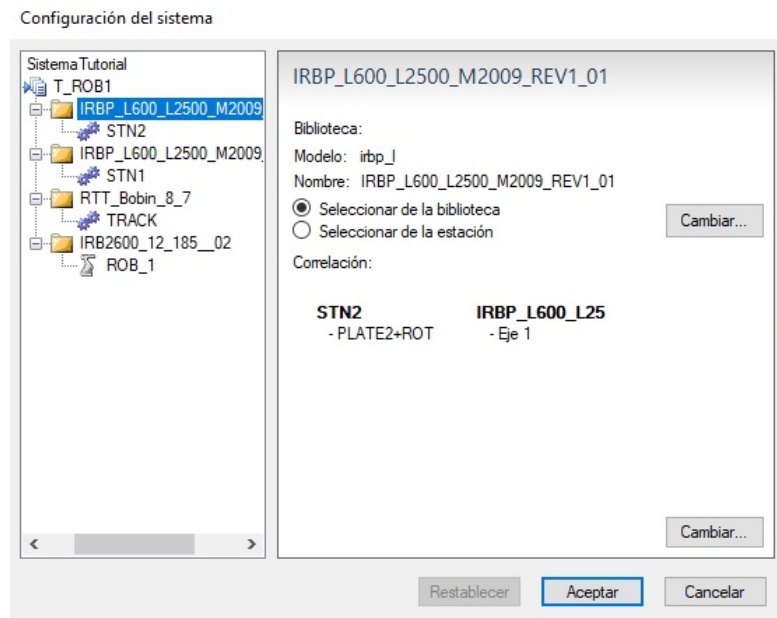 Configuración del sistema
SistemaTutorial
T_ROB1
IRBP_L600_L2500_M2009
STN2
IRBP_L600_L2500_M2009
STN1
RTT_Bobin_8_7
TRACK
IRB2600_12_185__02
ROB_1
IRBP_L600_L2500_M2009_REV1_01
Biblioteca:
Modelo: irbp_l
Nombre: IRBP_L600_L2500_M2009_REV1_01
Seleccionar de la biblioteca
Seleccionar de la estación
Cambiar...
Correlación:
STN2 IRBP_L600_L25
- PLATE2+ROT - Eje 1
Cambiar...
Restablecer Aceptar Cancelar